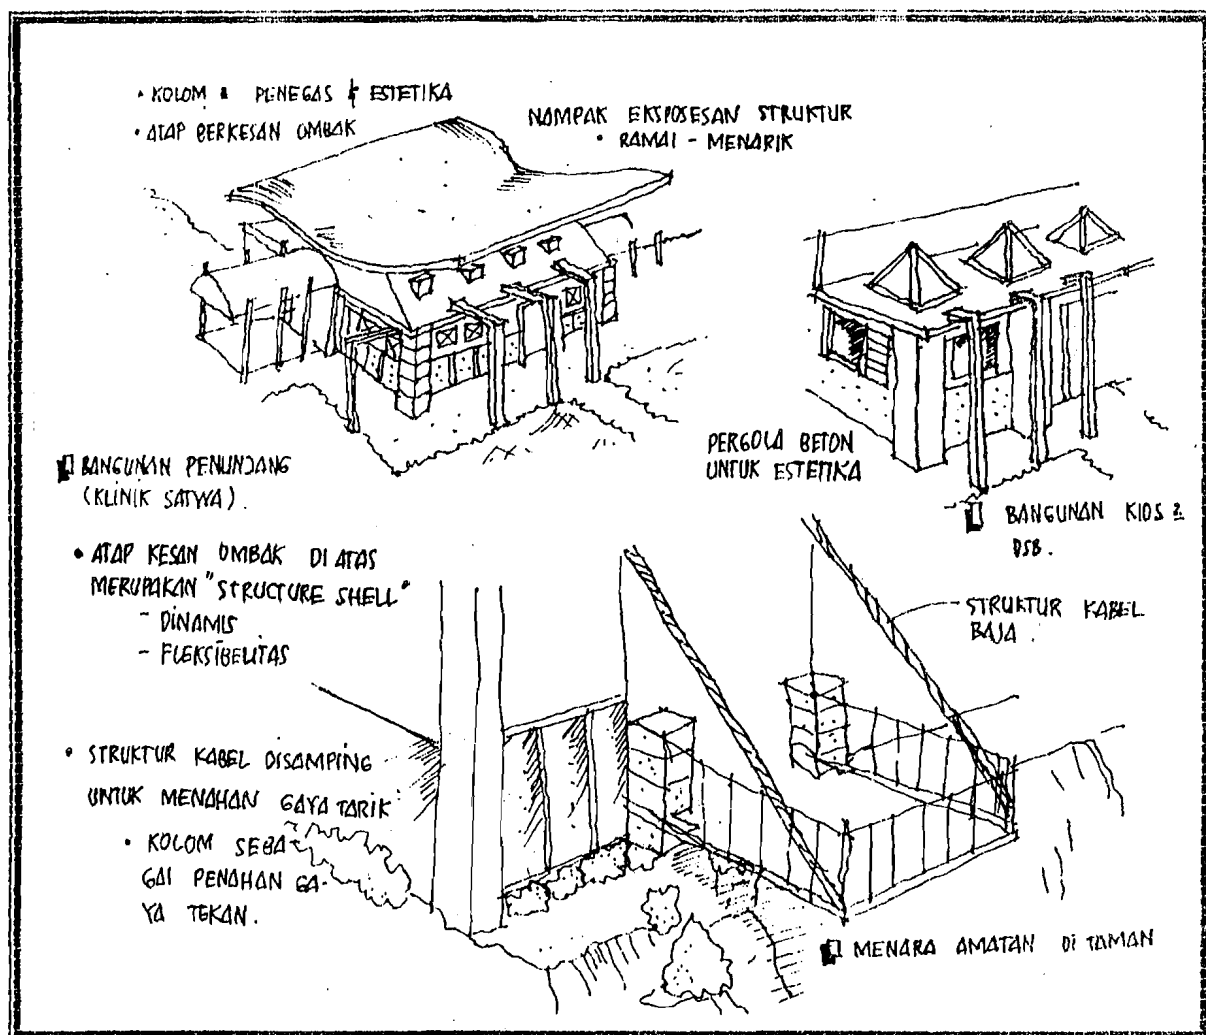 • KOLOM & PENEGAS & ESTETIKA
• ATAP BERKESAN OMBAK
NAMPAK EKSPOSESAN STRUKTUR
• RAMAI - MENARIK
BANGUNAN PENUNJANG
(KLINIK SATWA).
PERGOLA BETON
UNTUK ESTETIKA
BANGUNAN KIOS 2
DSB.
• ATAP KESAN OMBAK DI ATAS
MERUPAKAN "STRUCTURE SHELL"
- DINAMIS
- FLEKSIBELITAS
STRUKTUR KABEL
BAJA.
• STRUKTUR KABEL DISAMPING
UNTUK MENAHAN GAYA TARIK
• KOLOM SEBA-
GAI PENAHAN GA-
YA TEKAN.
MENARA AMATAN DI TAMAN